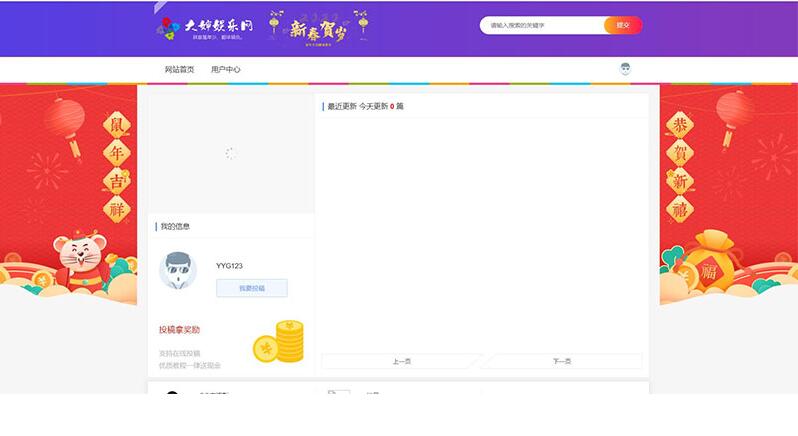 大婶娱乐网
新春贺岁
请输入搜索的关键字
提交
网站首页
用户中心
鼠年吉祥
恭贺新禧
最近更新 今天更新 0 篇
我的信息
YYG123
我要投稿
投稿拿奖励
支持在线投稿
优质教程一律送现金
福
上一页
下一页